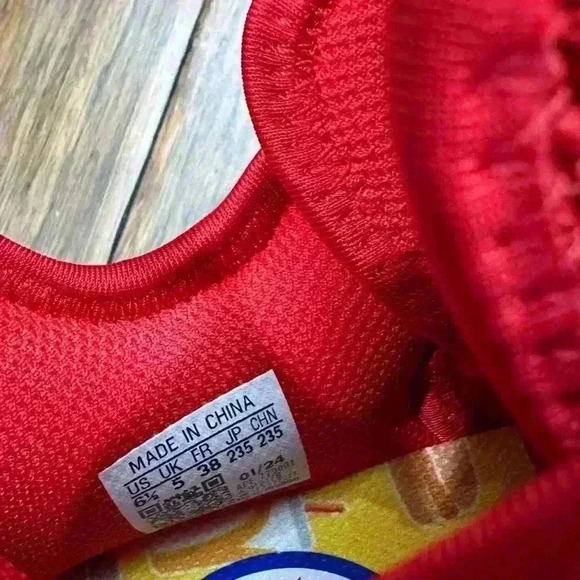 MADE IN CHINA
US UK FR JP CHN
6½ 5 38 235 235
01/24